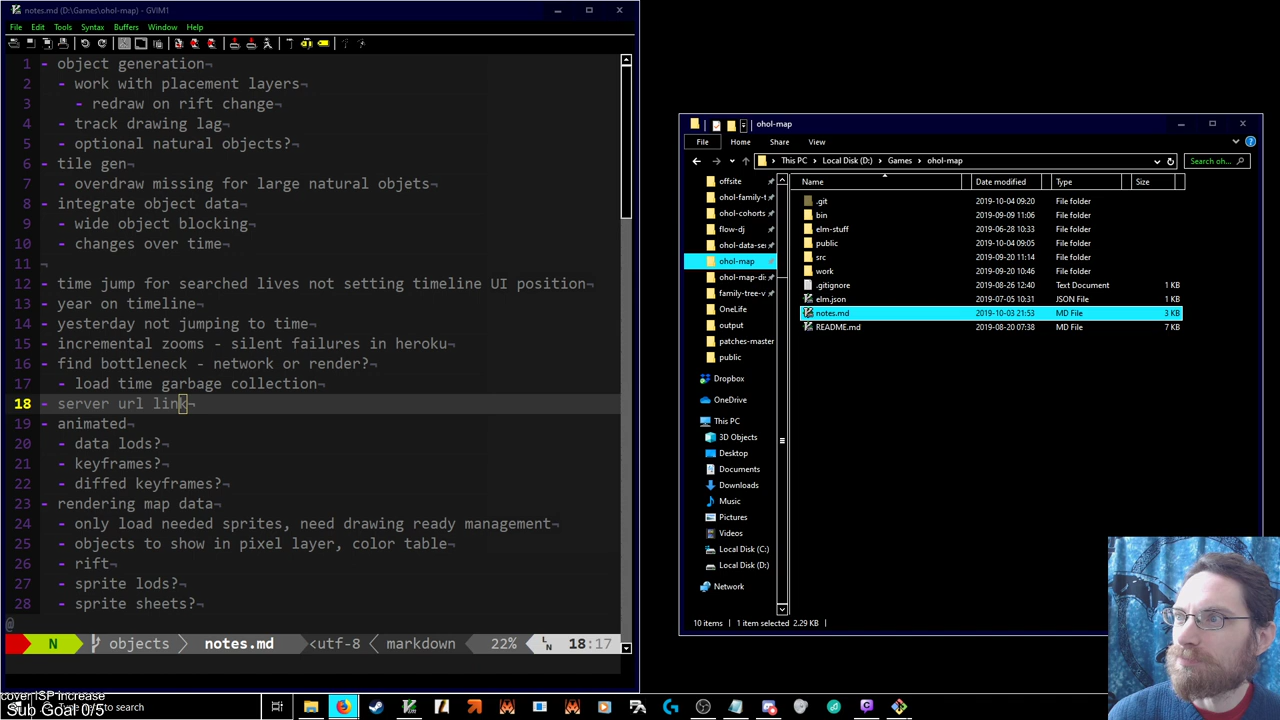 notes.md (D:\Games\ohol-map) - GVIM1
File Edit Tools Syntax Buffers Window Help
1 - object generation¬
2 - work with placement layers¬
3 - redraw on rift change¬
4 - track drawing lag¬
5 - optional natural objects?¬
6 - tile gen¬
7 - overdraw missing for large natural objets¬
8 - integrate object data¬
9 - wide object blocking¬
10 - changes over time¬
11 ¬
12 - time jump for searched lives not setting timeline UI position¬
13 - year on timeline¬
14 - yesterday not jumping to time¬
15 - incremental zooms - silent failures in heroku¬
16 - find bottleneck - network or render?¬
17 - load time garbage collection¬
18 - server url link¬
19 - animated¬
20 - data lods?¬
21 - keyframes?¬
22 - diffed keyframes?¬
23 - rendering map data¬
24 - only load needed sprites, need drawing ready management¬
25 - objects to show in pixel layer, color table¬
26 - rift¬
27 - sprite lods?¬
28 - sprite sheets?¬
@
N objects notes.md <utf-8 markdown 22% LN 18:17
ohol-map
File Home Share View
This PC Local Disk (D:) Games ohol-map Search oh...
Name Date modified Type Size
offsite
ohol-family-t
ohol-cohorts
flow-dj
ohol-data-ser
ohol-map
ohol-map-di
family-tree-v
OneLife
output
patches-master
public
Dropbox
OneDrive
This PC
3D Objects
Desktop
Documents
Downloads
Music
Pictures
Videos
Local Disk (C:)
Local Disk (D:)
Network
.git 2019-10-04 09:20 File folder
bin 2019-09-09 11:06 File folder
elm-stuff 2019-06-28 10:33 File folder
public 2019-10-04 09:05 File folder
src 2019-09-20 11:14 File folder
work 2019-09-20 10:46 File folder
.gitignore 2019-08-26 12:40 Text Document 1 KB
elm.json 2019-07-05 10:31 JSON File 1 KB
notes.md 2019-10-03 21:53 MD File 3 KB
README.md 2019-08-20 07:38 MD File 7 KB
10 items 1 item selected 2.29 KB
cover ISP increase
Sub Goal 0/5
here to search